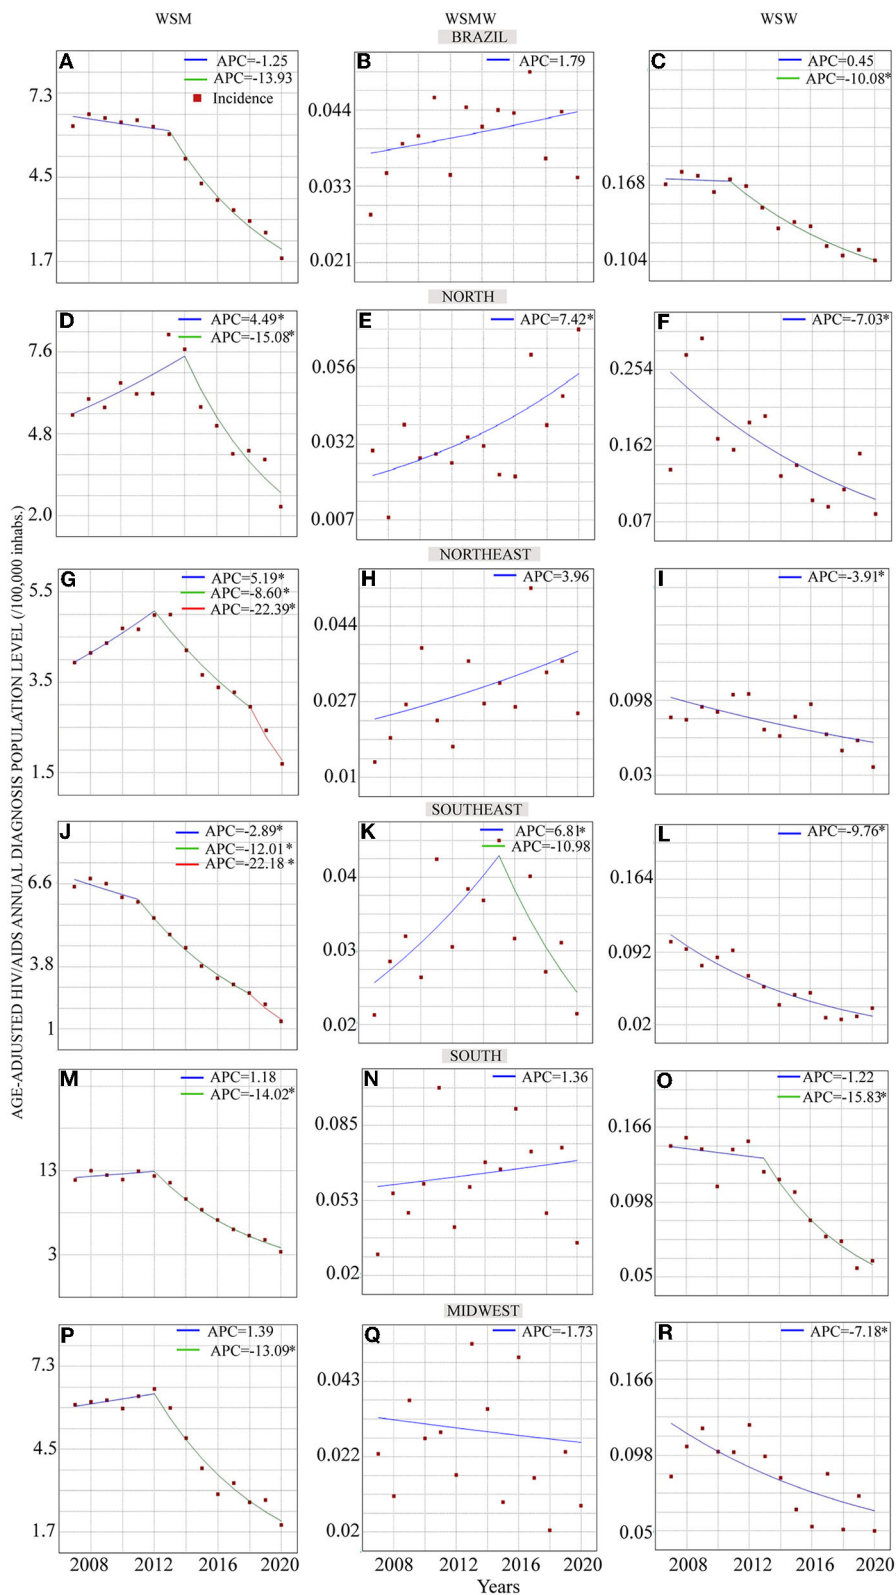 WSM WSMW WSW
BRAZIL
A
APC=-1.25
APC=-13.93
Incidence
7.3
4.5
1.7
B
1.79
0.044
0.033
0.021
C
APC=0.45
APC=-10.08*
0.168
0.104
NORTH
D
APC=4.49*
APC=-15.08*
7.6
4.8
2.0
E
APC=7.42*
0.056
0.032
0.007
F
APC=-7.03*
0.254
0.162
0.07
NORTHEAST
G
APC=5.19*
APC=-8.60*
APC=-22.39*
5.5
3.5
1.5
H
APC=3.96
0.044
0.027
0.01
I
APC=-3.91*
0.098
0.03
SOUTHEAST
J
APC=-2.89*
APC=-12.01*
APC=-22.18 *
6.6
3.8
1
K
APC=6.81*
APC=-10.98
0.04
0.03
0.02
L
APC=-9.76*
0.164
0.092
0.02
SOUTH
M
APC=1.18
APC=-14.02*
13
3
N
APC=1.36
0.085
0.053
0.02
O
APC=-1.22
APC=-15.83*
0.166
0.098
0.05
MIDWEST
P
APC=1.39
APC=-13.09*
7.3
4.5
1.7
Q
APC=-1.73
0.043
0.022
0.02
R
APC=-7.18*
0.166
0.098
0.05
2008 2012 2016 2020
2008 2012 2016 2020
2008 2012 2016 2020
Years
AGE-ADJUSTED HIV/AIDS ANNUAL DIAGNOSIS POPULATION LEVEL (/100,000 inhabs.)